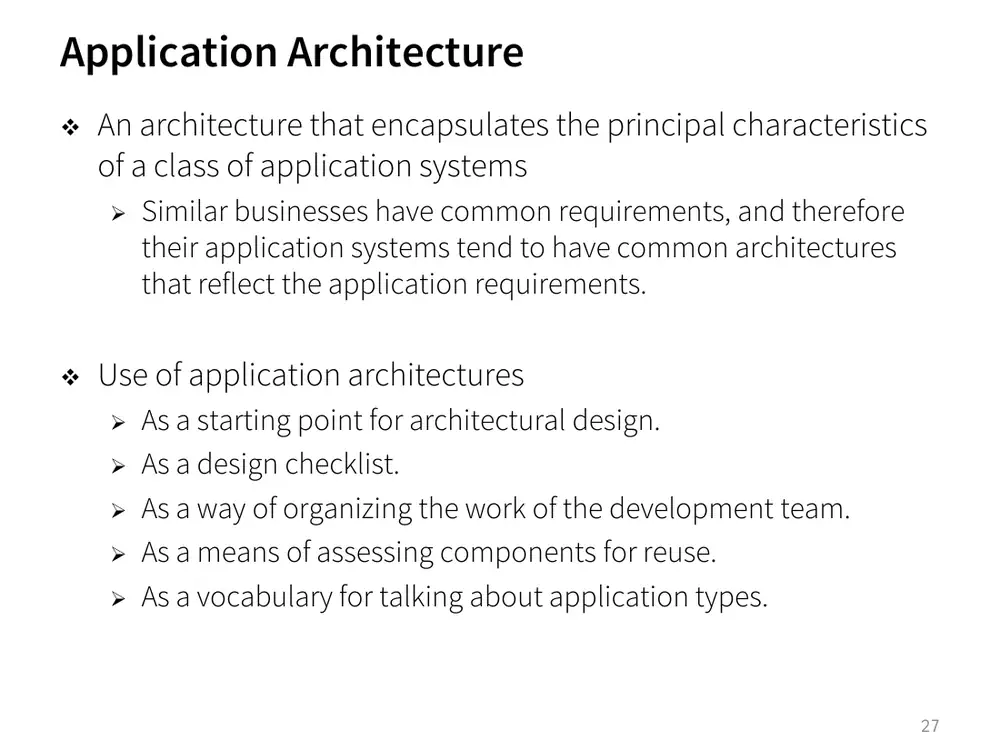 Application Architecture
❖ An architecture that encapsulates the principal characteristics
of a class of application systems
➢ Similar businesses have common requirements, and therefore
their application systems tend to have common architectures
that reflect the application requirements.
❖ Use of application architectures
➢ As a starting point for architectural design.
➢ As a design checklist.
➢ As a way of organizing the work of the development team.
➢ As a means of assessing components for reuse.
➢ As a vocabulary for talking about application types.
27